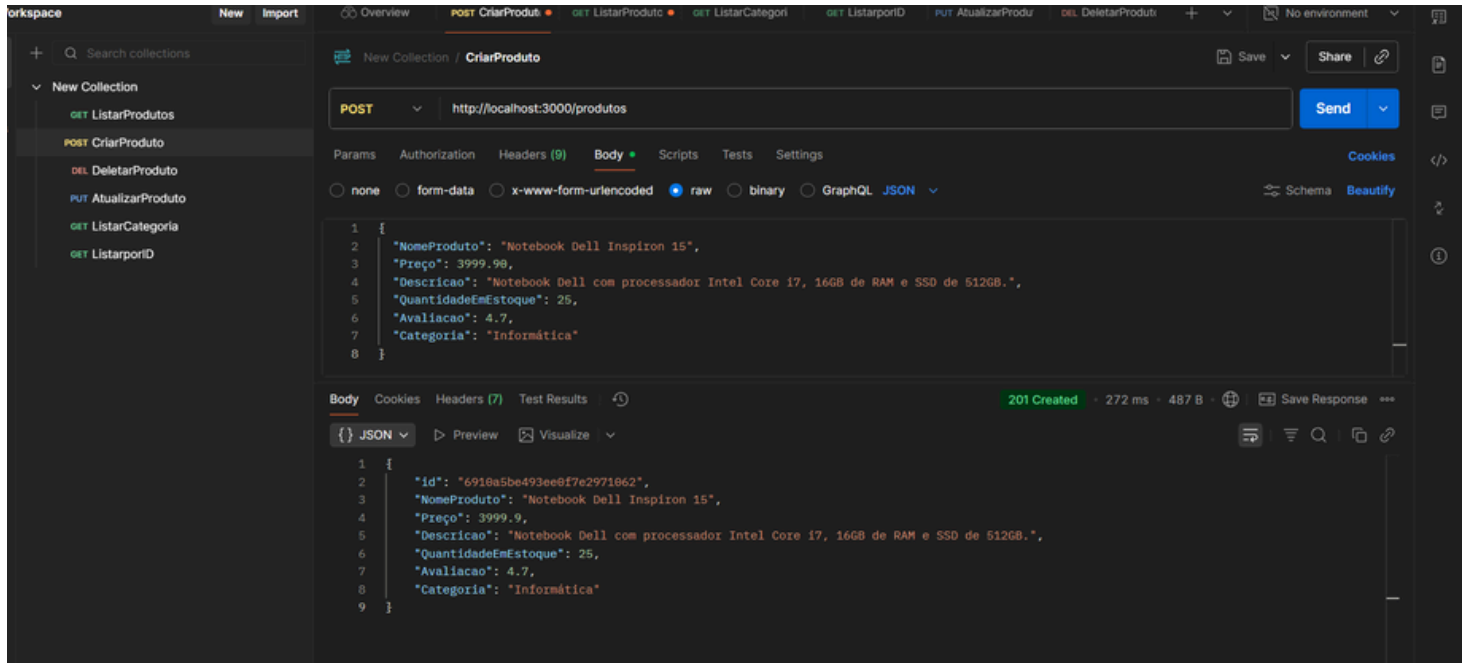 orkspace New Import Overview POST CriarProdut GET ListarProdutc GET ListarCategori GET ListarporID PUT AtualizarProdu DEL DeletarProdut No environment
Search collections New Collection / CriarProduto Save Share
New Collection
GET ListarProdutos
POST CriarProduto
DEL DeletarProduto
PUT AtualizarProduto
GET ListarCategoria
GET ListarporID
POST http://localhost:3000/produtos Send
Params Authorization Headers (9) Body Scripts Tests Settings Cookies
none form-data x-www-form-urlencoded raw binary GraphQL JSON Schema Beautify
1 {
2 "NomeProduto": "Notebook Dell Inspiron 15",
3 "Preço": 3999.90,
4 "Descricao": "Notebook Dell com processador Intel Core i7, 16GB de RAM e SSD de 512GB.",
5 "QuantidadeEmEstoque": 25,
6 "Avaliacao": 4.7,
7 "Categoria": "Informática"
8 }
Body Cookies Headers (7) Test Results 201 Created 272 ms 487 B Save Response
{} JSON Preview Visualize
1 {
2 "id": "6910a5be493ee0f7e2971062",
3 "NomeProduto": "Notebook Dell Inspiron 15",
4 "Preço": 3999.9,
5 "Descricao": "Notebook Dell com processador Intel Core i7, 16GB de RAM e SSD de 512GB.",
6 "QuantidadeEmEstoque": 25,
7 "Avaliacao": 4.7,
8 "Categoria": "Informática"
9 }